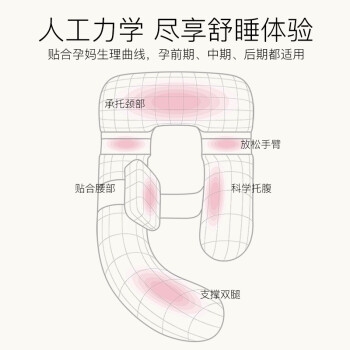 人工力学 尽享舒睡体验
贴合孕妈生理曲线，孕前期、中期、后期都适用
承托颈部
放松手臂
贴合腰部
科学托腹
支撑双腿